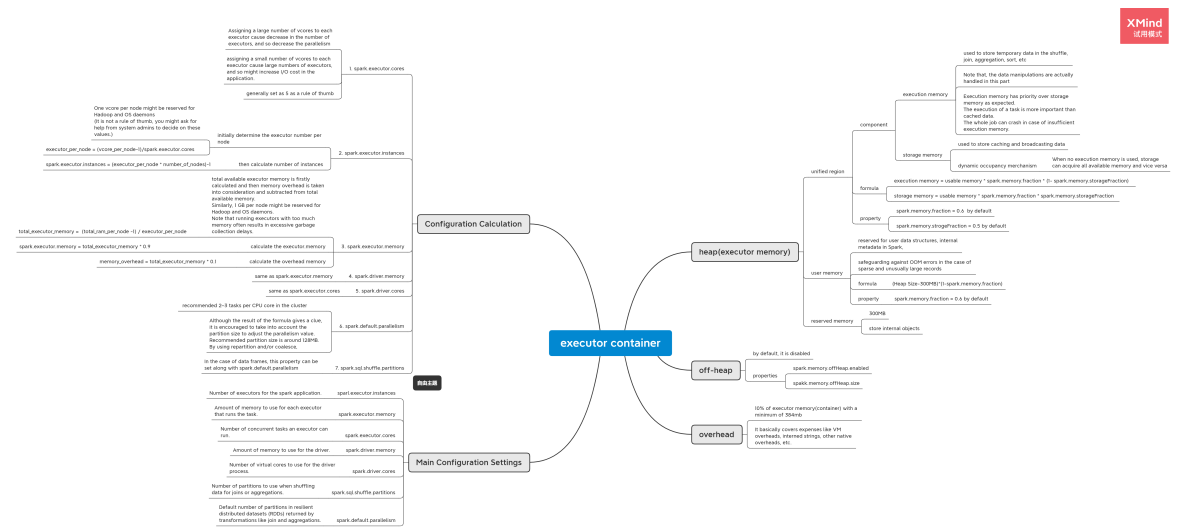 XMind
试用模式
executor container
Configuration Calculation
1. spark.executor.cores
Assigning a large number of vcores to each
executor cause decrease in the number of
executors, and so decrease the parallelism
assigning a small number of vcores to each
executor cause large numbers of executors,
and so might increase I/O cost in the
application.
generally set as 5 as a rule of thumb
2. spark.executor.instances
initially determine the executor number per
node
One vcore per node might be reserved for
Hadoop and OS daemons
(It is not a rule of thumb, you might ask for
help from system admins to decide on these
values.)
executor_per_node = (vcore_per_node-1)/spark.executor.cores
then calculate number of instances
spark.executor.instances = (executor_per_node * number_of_nodes)-1
3. spark.executor.memory
total available executor memory is firstly
calculated and then memory overhead is taken
into consideration and subtracted from total
available memory.
Similarly, 1 GB per node might be reserved for
Hadoop and OS daemons.
Note that running executors with too much
memory often results in excessive garbage
collection delays.
total_executor_memory = (total_ram_per_node -1) / executor_per_node
calculate the executor.memory
spark.executor.memory = total_executor_memory * 0.9
calculate the overhead memory
memory_overhead = total_executor_memory * 0.1
4. spark.driver.memory
same as spark.executor.memory
5. spark.driver.cores
same as spark.executor.cores
6. spark.default.parallelism
recommended 2-3 tasks per CPU core in the cluster
Although the result of the formula gives a clue,
it is encouraged to take into account the
partition size to adjust the parallelism value.
Recommended partition size is around 128MB.
By using repartition and/or coalesce,
7. spark.sql.shuffle.partitions
In the case of data frames, this property can be
set along with spark.default.parallelism
自由主题
Main Configuration Settings
sparl.executor.instances
Number of executors for the spark application.
spark.executor.memory
Amount of memory to use for each executor
that runs the task.
spark.executor.cores
Number of concurrent tasks an executor can
run.
spark.driver.memory
Amount of memory to use for the driver.
spark.driver.cores
Number of virtual cores to use for the driver
process.
spark.sql.shuffle.partitions
Number of partitions to use when shuffling
data for joins or aggregations.
spark.default.parallelism
Default number of partitions in resilient
distributed datasets (RDDs) returned by
transformations like join and aggregations.
heap(executor memory)
unified region
component
execution memory
used to store temporary data in the shuffle,
join, aggregation, sort, etc
Note that, the data manipulations are actually
handled in this part
Execution memory has priority over storage
memory as expected.
The execution of a task is more important than
cached data.
The whole job can crash in case of insufficient
execution memory.
storage memory
used to store caching and broadcasting data
dynamic occupancy merchanism
When no execution memory is used, storage
can acquire all available memory and vice versa
formula
execution memory = usable memory * spark.memory.fraction * (1- spark.memory.storageFraction)
storage memory = usable memory * spark.memory.fraction * spark.memory.storageFraction
property
spark.memory.fraction = 0.6 by default
spark.memory.strogaFraction = 0.5 by default
user memory
reserved for user data structures, internal
metadata in Spark,
safeguarding against OOM errors in the case of
sparse and unusually large records
formula
(Heap Size-300MB)*(1-spark.memory.fraction)
property
spark.memory.fraction = 0.6 by default
reserved memory
300MB
store internal objects
off-heap
by default, it is disabled
properties
spark.memory.offHeap.enabled
spakk.memory.offHeap.size
overhead
10% of executor memory(container) with a
minimum of 384mb
It basically covers expenses like VM
overheads, interned strings, other native
overheads, etc.